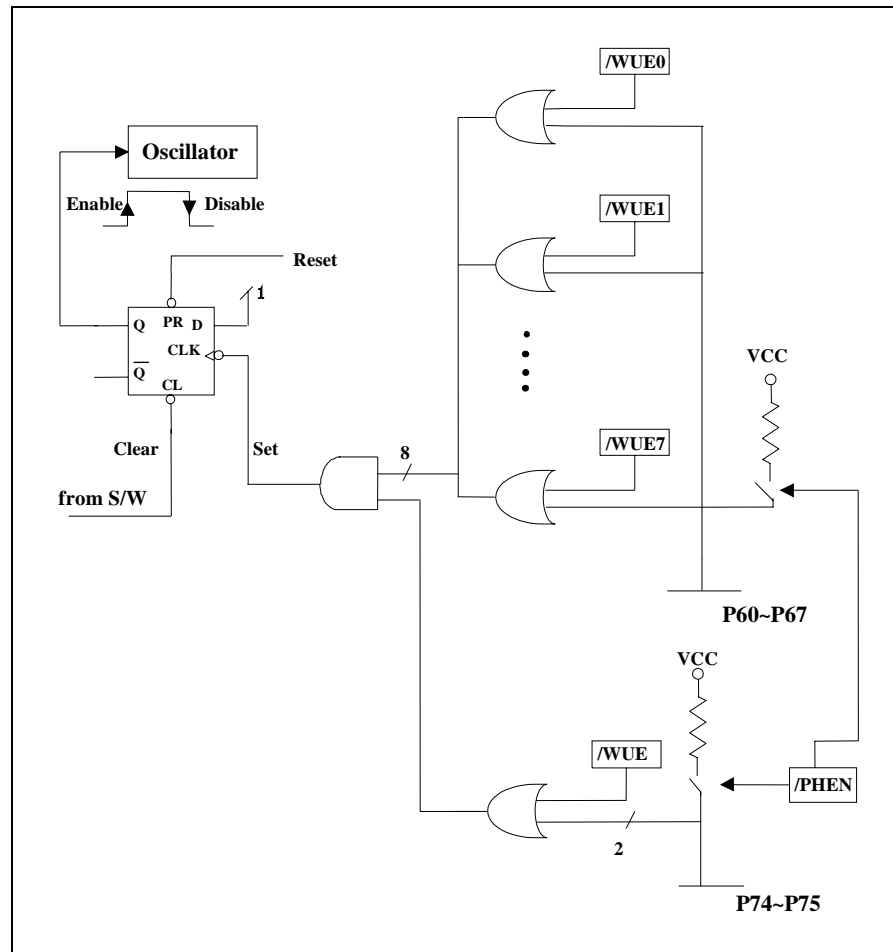 /WUE0
Oscillator
Enable
Disable
/WUE1
Reset
1
Q
PR
D
CLK
VCC
Q
CL
/WUE7
Clear
Set
8
from S/W
P60~P67
VCC
/WUE
/PHEN
2
P74~P75